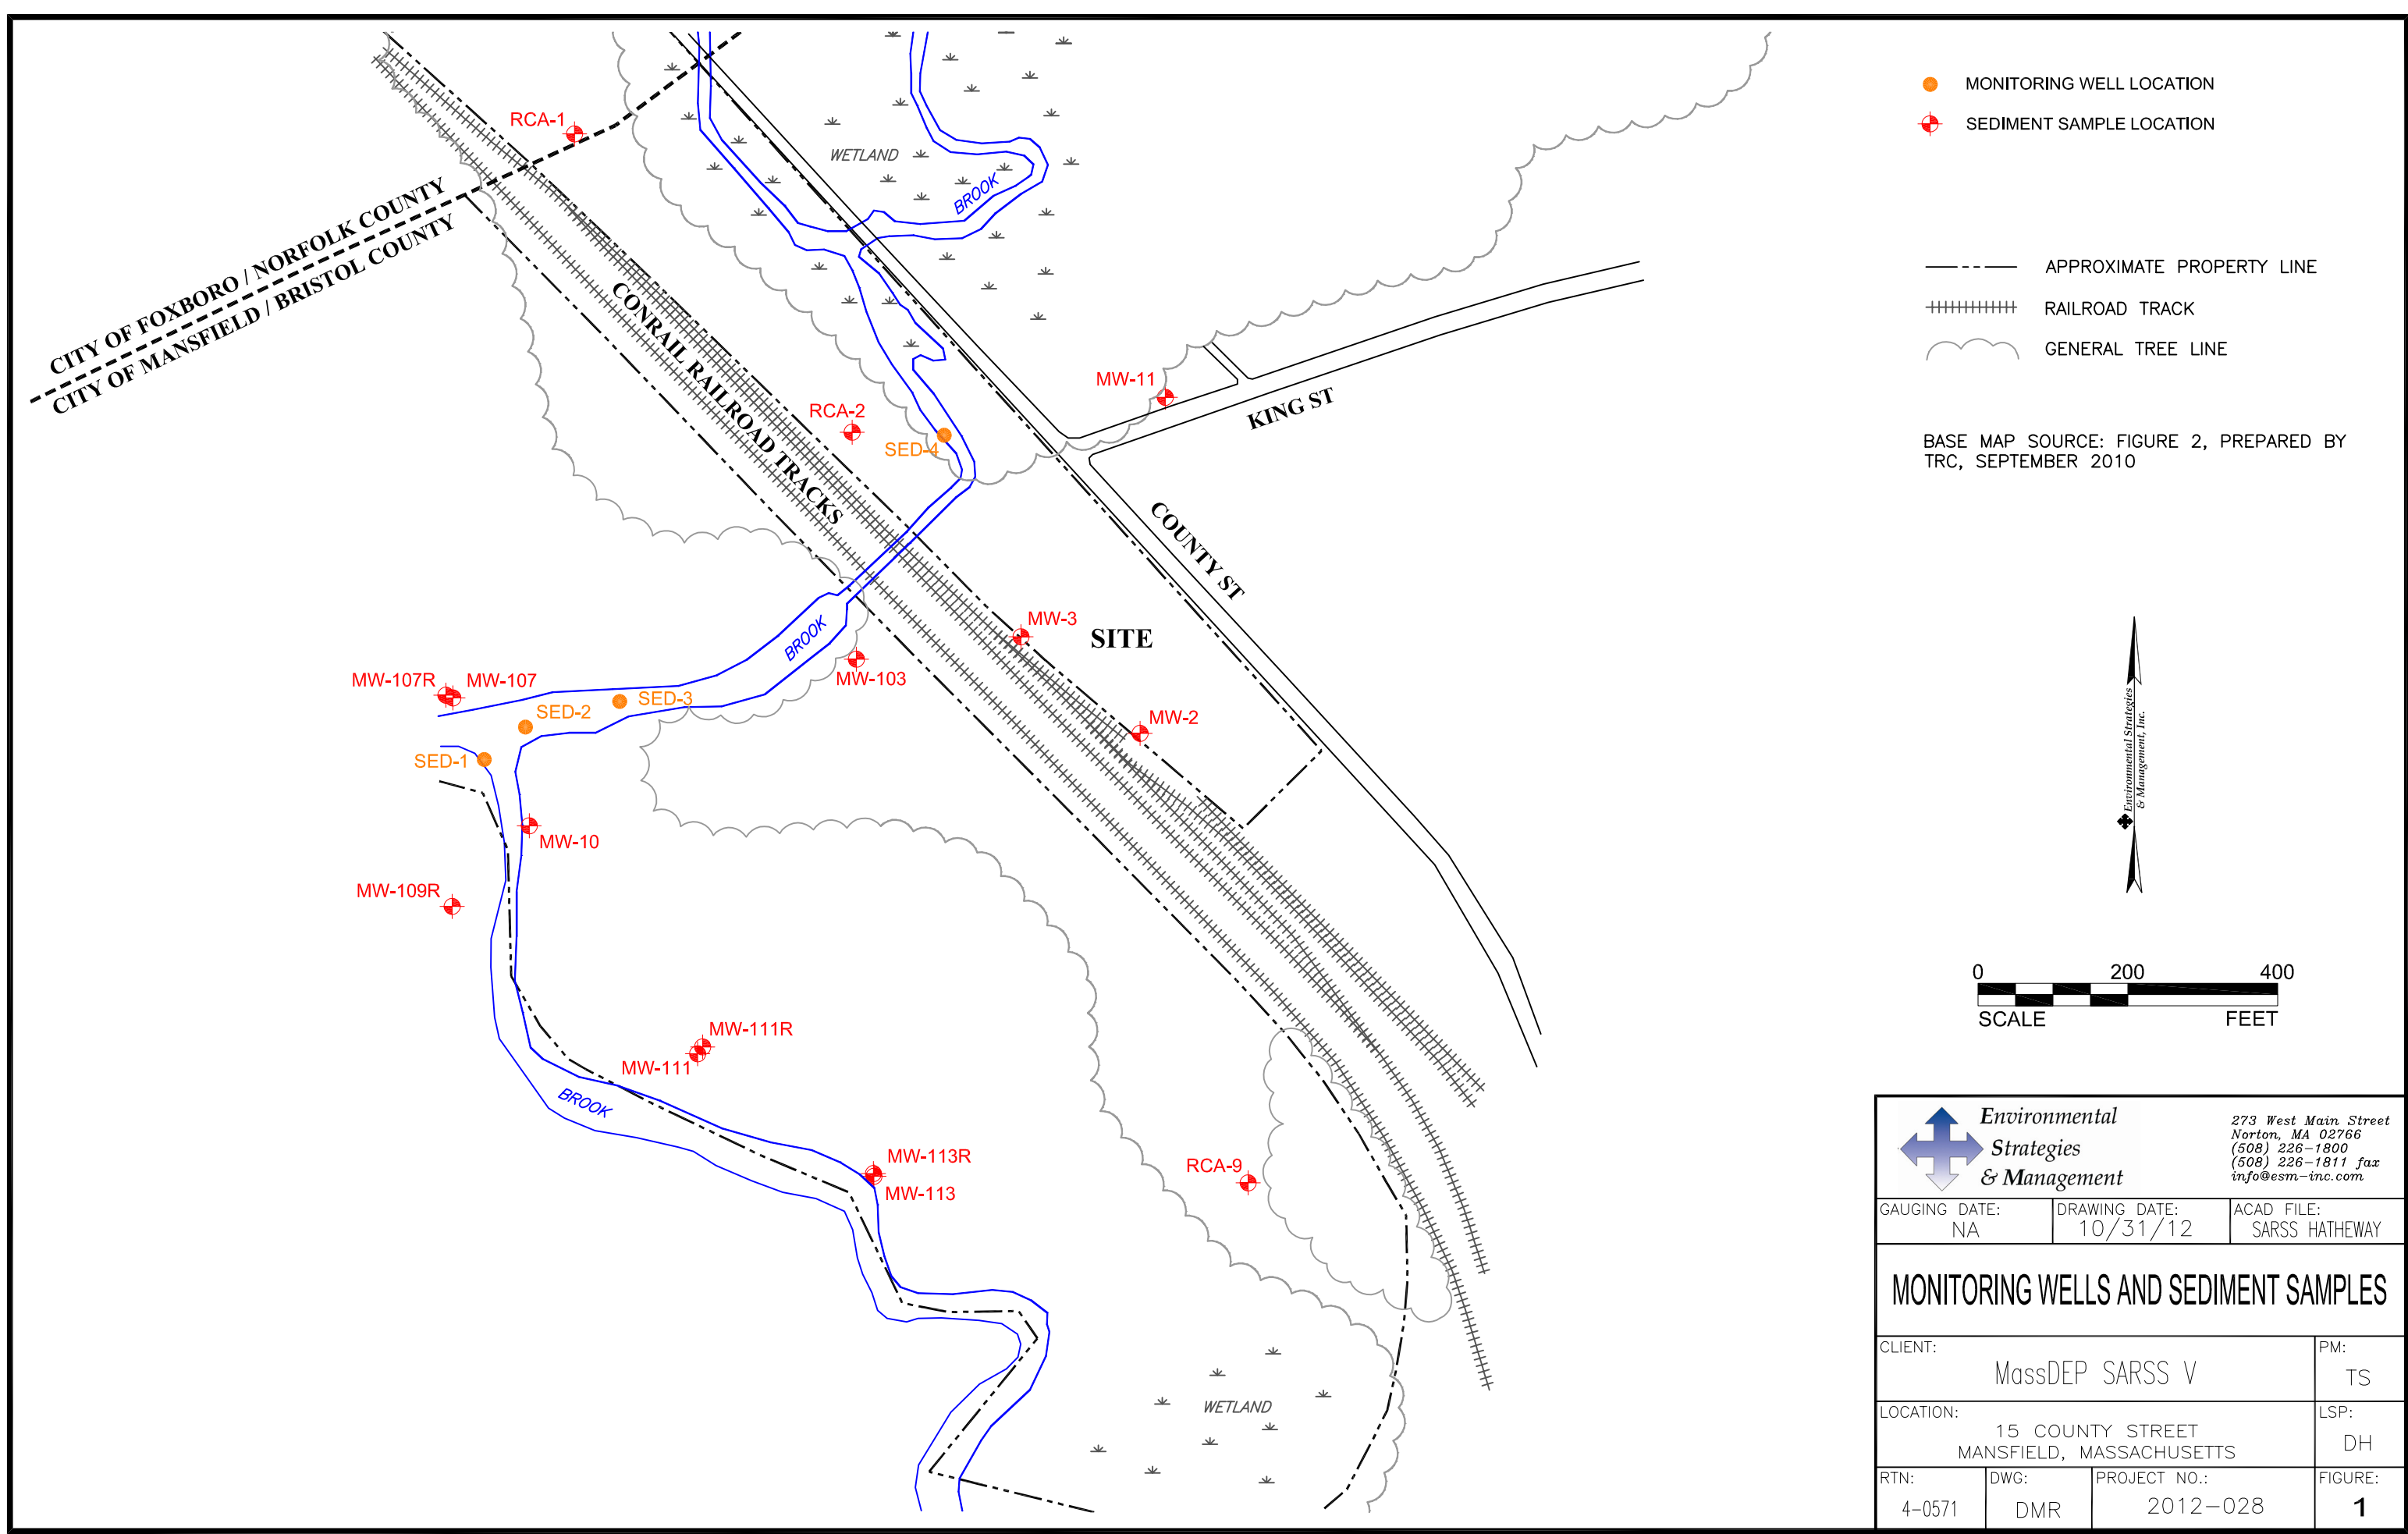 RCA-1
WETLAND
BROOK
CITY OF FOXBORO / NORFOLK COUNTY
CITY OF MANSFIELD / BRISTOL COUNTY
CONRAIL RAILROAD TRACKS
MW-11
KING ST
RCA-2
SED-4
COUNTY ST
MW-3
SITE
BROOK
MW-103
MW-107R
MW-107
SED-3
SED-2
MW-2
SED-1
MW-10
MW-109R
MW-111R
MW-111
BROOK
MW-113R
MW-113
RCA-9
WETLAND
MONITORING WELL LOCATION
SEDIMENT SAMPLE LOCATION
APPROXIMATE PROPERTY LINE
RAILROAD TRACK
GENERAL TREE LINE
BASE MAP SOURCE: FIGURE 2, PREPARED BY
TRC, SEPTEMBER 2010
Environmental Strategies
& Management, Inc.
0 200 400
SCALE FEET
Environmental
Strategies
& Management
273 West Main Street
Norton, MA 02766
(508) 226-1800
(508) 226-1811 fax
info@esm-inc.com
GAUGING DATE:
NA
DRAWING DATE:
10/31/12
ACAD FILE:
SARSS HATHEWAY
MONITORING WELLS AND SEDIMENT SAMPLES
CLIENT:
MassDEP SARSS V
PM:
TS
LOCATION:
15 COUNTY STREET
MANSFIELD, MASSACHUSETTS
LSP:
DH
RTN:
4-0571
DWG:
DMR
PROJECT NO.:
2012-028
FIGURE:
1